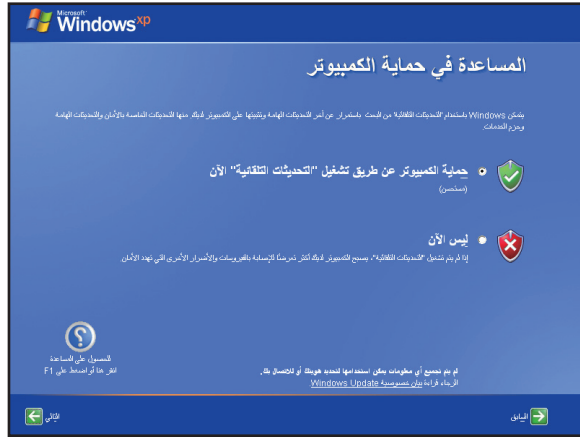 Microsoft
Windows xp
المساعدة في حماية الكمبيوتر
يتمكن Windows باستخدام التحديثات التلقائية من البحث باستمرار عن آخر التحديثات الهامة وتثبيتها على الكمبيوتر لديك، منها التحديثات الخاصة بالأمان والتحديثات الهامة
وحزم الخدمات.
حماية الكمبيوتر عن طريق تشغيل "التحديثات التلقائية" الآن
(مستحسن)
ليس الآن
إذا لم يتم تشغيل "التحديثات التلقائية"، يصبح الكمبيوتر لديك أكثر تعرضًا للإصابة بالفيروسات والأضرار الأخرى التي تهدد الأمان.
للحصول على المساعدة
انقر هنا أو اضغط على F1
لم يتم تجميع أي معلومات يمكن استخدامها لتحديد هويتك أو للاتصال بك.
الرجاء قراءة بيان خصوصية Windows Update
السابق
التالي